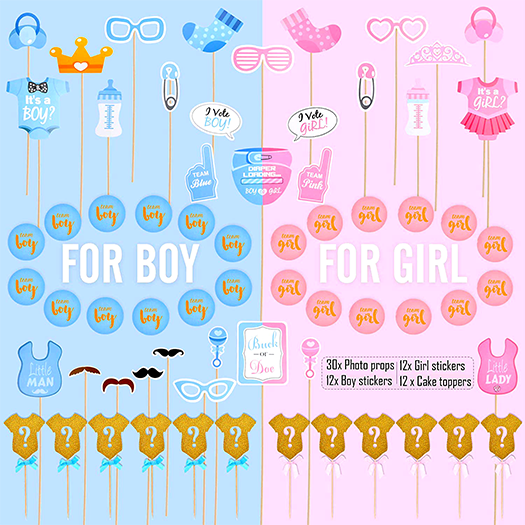 It's a
BOY?
I Vote
BOY!
I Vote
GIRL!
It's a
GIRL?
TEAM
Blue
DIAPER
LOADING...
BOY GIRL
TEAM
Pink
team
boy
team
boy
team
boy
team
boy
team
boy
team
boy
team
boy
team
boy
team
boy
team
boy
team
boy
team
boy
FOR BOY
team
girl
team
girl
team
girl
team
girl
team
girl
team
girl
team
girl
team
girl
team
girl
team
girl
team
girl
team
girl
FOR GIRL
Little
MAN
Buck
OR
Doe
30x Photo props
12x Girl stickers
12x Boy stickers
12 x Cake toppers
Little
LADY
? ? ? ? ? ? ? ? ? ? ? ?